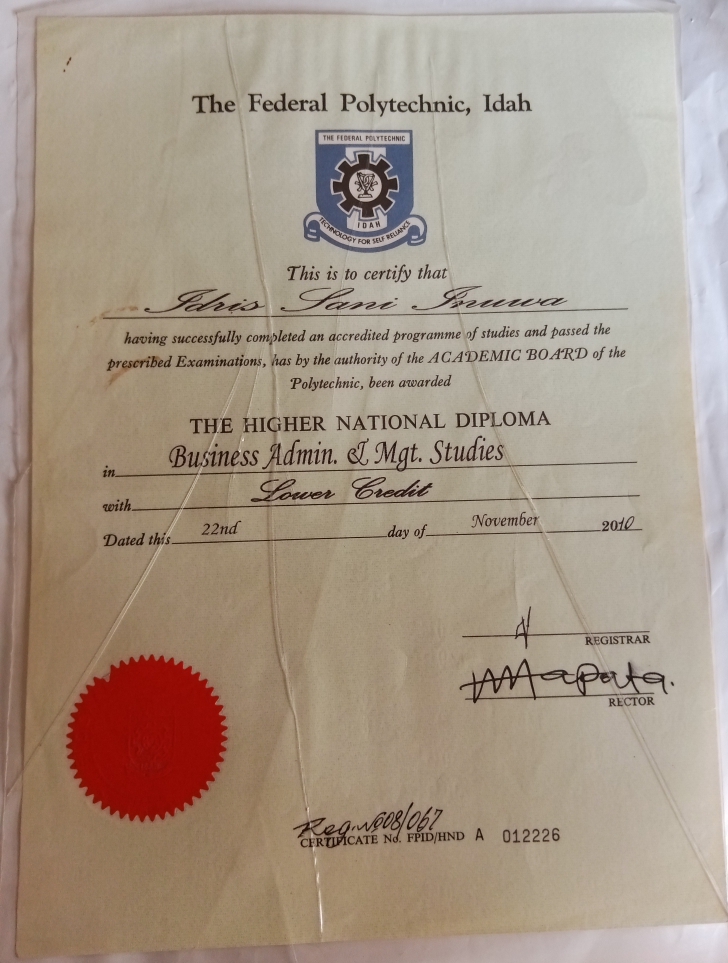 The Federal Polytechnic, Idah
THE FEDERAL POLYTECHNIC
IDAH
TECHNOLOGY FOR SELF RELIANCE
This is to certify that
Idris Sani Inuwa
having successfully completed an accredited programme of studies and passed the
prescribed Examinations, has by the authority of the ACADEMIC BOARD of the
Polytechnic, been awarded
THE HIGHER NATIONAL DIPLOMA
in Business Admin. & Mgt. Studies
with Lower Credit
Dated this 22nd day of November 2010
REGISTRAR
RECTOR
Reg. No 08/067
CERTIFICATE No. FPID/HND A 012226